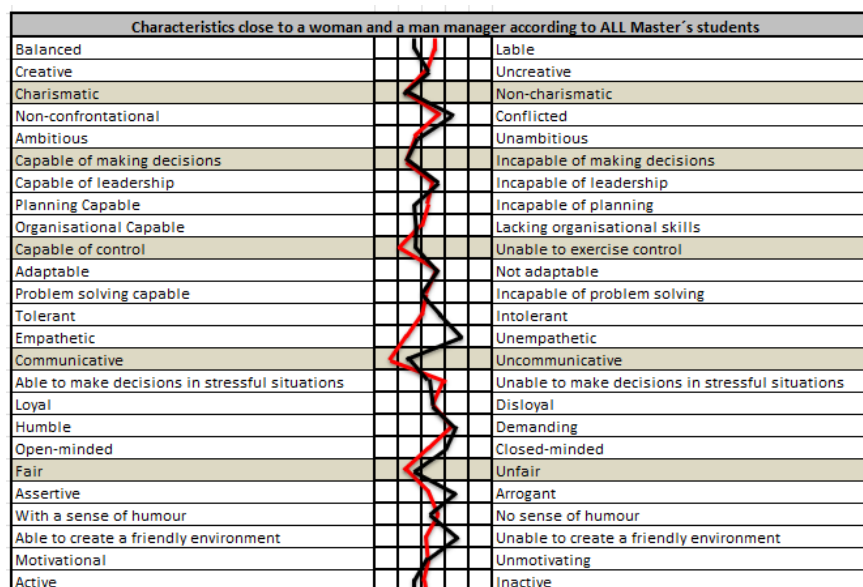 Characteristics close to a woman and a man manager according to ALL Master´s students
Balanced Lable
Creative Uncreative
Charismatic Non-charismatic
Non-confrontational Conflicted
Ambitious Unambitious
Capable of making decisions Incapable of making decisions
Capable of leadership Incapable of leadership
Planning Capable Incapable of planning
Organisational Capable Lacking organisational skills
Capable of control Unable to exercise control
Adaptable Not adaptable
Problem solving capable Incapable of problem solving
Tolerant Intolerant
Empathetic Unempathetic
Communicative Uncommunicative
Able to make decisions in stressful situations Unable to make decisions in stressful situations
Loyal Disloyal
Humble Demanding
Open-minded Closed-minded
Fair Unfair
Assertive Arrogant
With a sense of humour No sense of humour
Able to create a friendly environment Unable to create a friendly environment
Motivational Unmotivating
Active Inactive